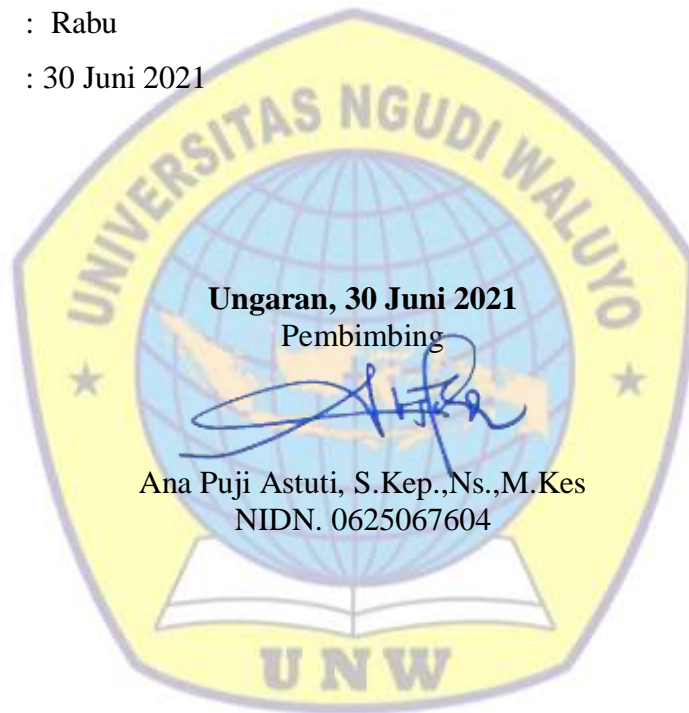 : Rabu
: 30 Juni 2021
UNIVERSITAS NGUDI WALUYO
Ungaran, 30 Juni 2021
Pembimbing
Ana Puji Astuti, S.Kep.,Ns.,M.Kes
NIDN. 0625067604
UNW